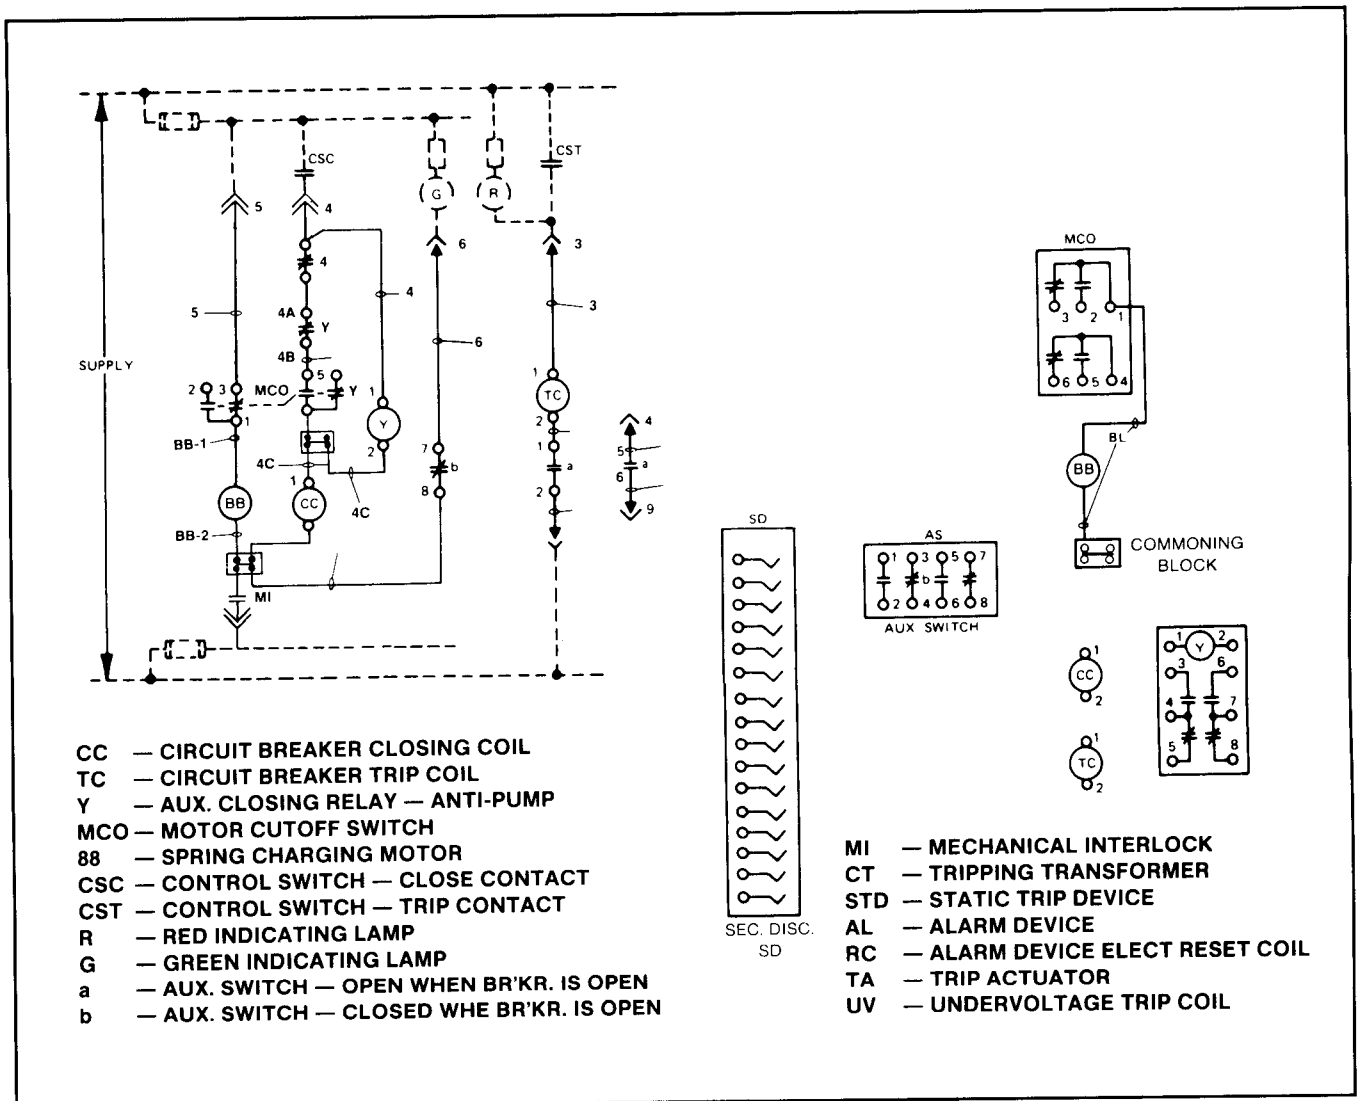 CSC
CST
G
R
5
4
6
3
4
5
4A
Y
4
3
6
4B
SUPPLY
2
3
MCO
5
Y
1
1
TC
2
BB-1
1
Y
2
1
a
2
7
b
8
4
5
a
6
9
4C
1
BB
CC
4C
BB-2
MI
MCO
3
2
1
6
5
4
BL
BB
COMMONING
BLOCK
SD
AS
1
3
5
7
b
2
4
6
8
AUX SWITCH
1
CC
2
1
TC
2
1
Y
2
3
6
4
7
5
8
SEC. DISC.
SD
CC — CIRCUIT BREAKER CLOSING COIL
TC — CIRCUIT BREAKER TRIP COIL
Y — AUX. CLOSING RELAY — ANTI-PUMP
MCO — MOTOR CUTOFF SWITCH
88 — SPRING CHARGING MOTOR
CSC — CONTROL SWITCH — CLOSE CONTACT
CST — CONTROL SWITCH — TRIP CONTACT
R — RED INDICATING LAMP
G — GREEN INDICATING LAMP
a — AUX. SWITCH — OPEN WHEN BR'KR. IS OPEN
b — AUX. SWITCH — CLOSED WHE BR'KR. IS OPEN
MI — MECHANICAL INTERLOCK
CT — TRIPPING TRANSFORMER
STD — STATIC TRIP DEVICE
AL — ALARM DEVICE
RC — ALARM DEVICE ELECT RESET COIL
TA — TRIP ACTUATOR
UV — UNDERVOLTAGE TRIP COIL